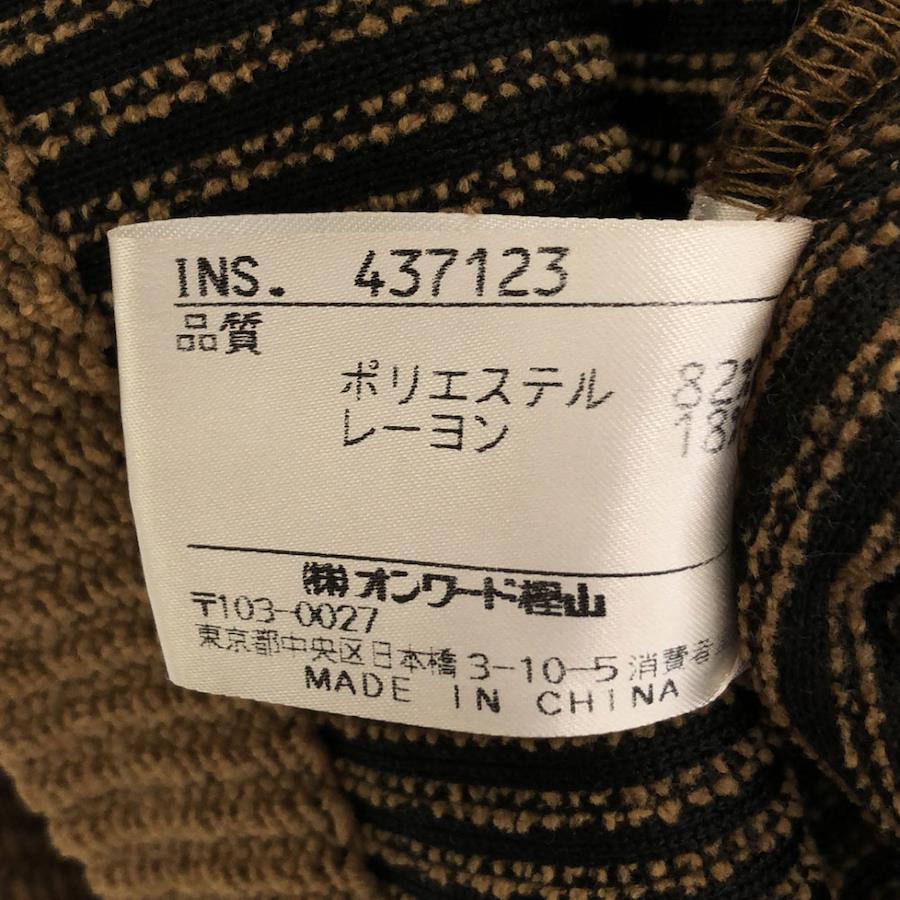 INS. 437123
品質
ポリエステル 82%
レーヨン 18%
㈱オンワード樫山
〒103-0027
東京都中央区日本橋3-10-5 消費者
MADE IN CHINA